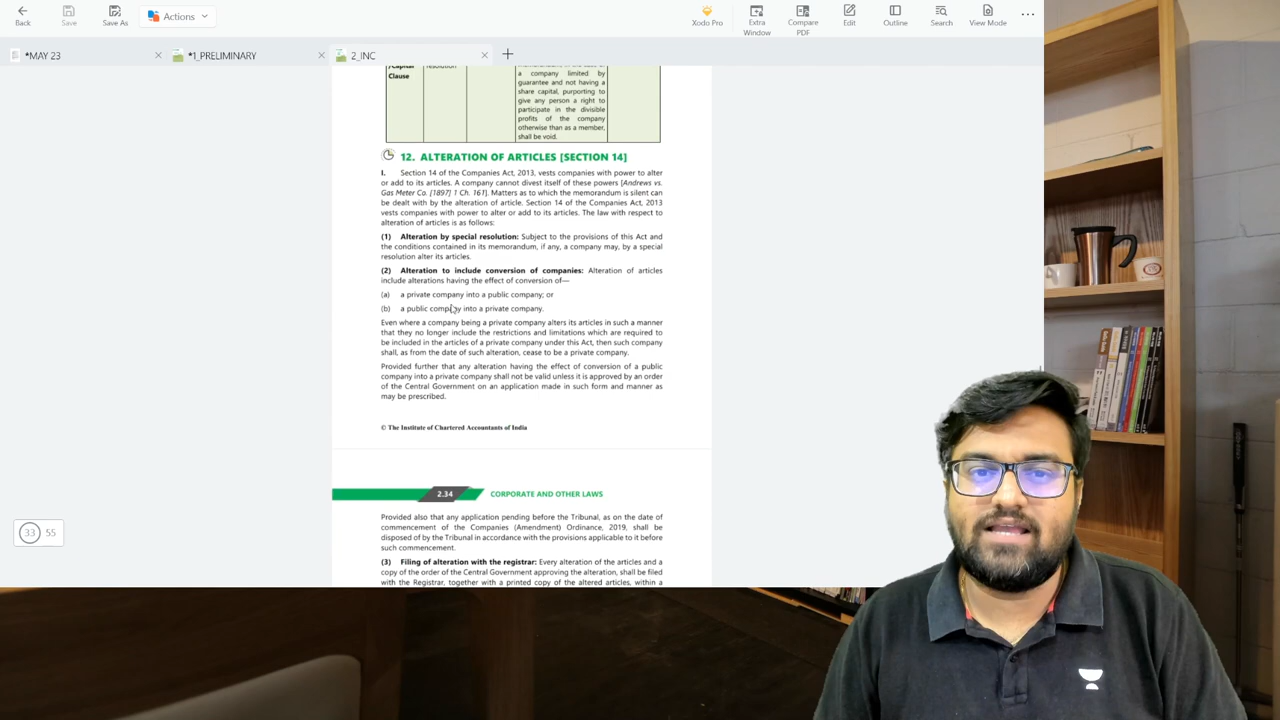 Back
Save
Save As
Actions
Xodo Pro
Extra Window
Compare PDF
Edit
Outline
Search
View Mode
*MAY 23
*1_PRELIMINARY
2_INC
/Capital
Clause
resolution
a company limited by
guarantee and not having a
share capital, purporting to
give any person a right to
participate in the divisible
profits of the company
otherwise than as a member,
shall be void.
12. ALTERATION OF ARTICLES [SECTION 14]
I. Section 14 of the Companies Act, 2013, vests companies with power to alter
or add to its articles. A company cannot divest itself of these powers [Andrews vs.
Gas Meter Co. [1897] 1 Ch. 161]. Matters as to which the memorandum is silent can
be dealt with by the alteration of article. Section 14 of the Companies Act, 2013
vests companies with power to alter or add to its articles. The law with respect to
alteration of articles is as follows:
(1) Alteration by special resolution: Subject to the provisions of this Act and
the conditions contained in its memorandum, if any, a company may, by a special
resolution alter its articles.
(2) Alteration to include conversion of companies: Alteration of articles
include alterations having the effect of conversion of—
(a) a private company into a public company; or
(b) a public company into a private company.
Even where a company being a private company alters its articles in such a manner
that they no longer include the restrictions and limitations which are required to
be included in the articles of a private company under this Act, then such company
shall, as from the date of such alteration, cease to be a private company.
Provided further that any alteration having the effect of conversion of a public
company into a private company shall not be valid unless it is approved by an order
of the Central Government on an application made in such form and manner as
may be prescribed.
© The Institute of Chartered Accountants of India
2.34 CORPORATE AND OTHER LAWS
Provided also that any application pending before the Tribunal, as on the date of
commencement of the Companies (Amendment) Ordinance, 2019, shall be
disposed of by the Tribunal in accordance with the provisions applicable to it before
such commencement.
(3) Filing of alteration with the registrar: Every alteration of the articles and a
copy of the order of the Central Government approving the alteration, shall be filed
with the Registrar, together with a printed copy of the altered articles, within a
33 55